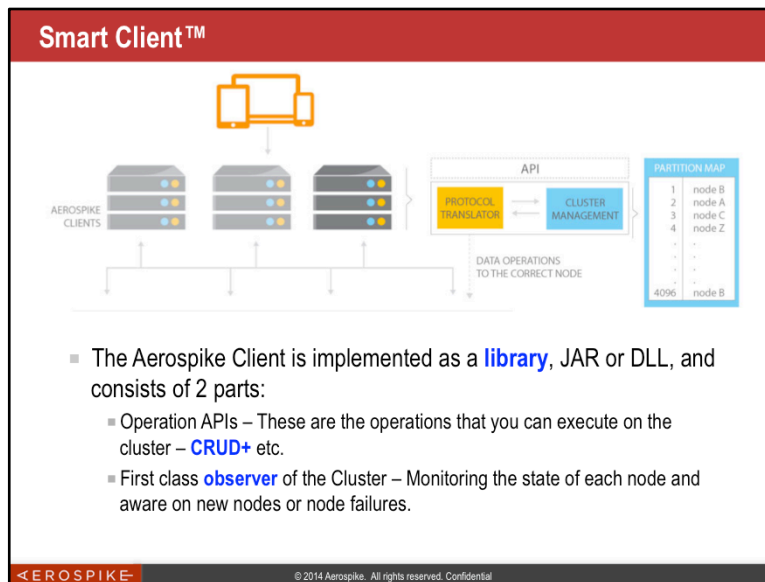 Smart Client™
AEROSPIKE
CLIENTS
API
PROTOCOL
TRANSLATOR
CLUSTER
MANAGEMENT
DATA OPERATIONS
TO THE CORRECT NODE
PARTITION MAP
1 node B
2 node A
3 node C
4 node Z
. .
. .
. .
. .
4096 node B
The Aerospike Client is implemented as a library, JAR or DLL, and
consists of 2 parts:
Operation APIs – These are the operations that you can execute on the
cluster – CRUD+ etc.
First class observer of the Cluster – Monitoring the state of each node and
aware on new nodes or node failures.
AEROSPIKE
© 2014 Aerospike. All rights reserved. Confidential